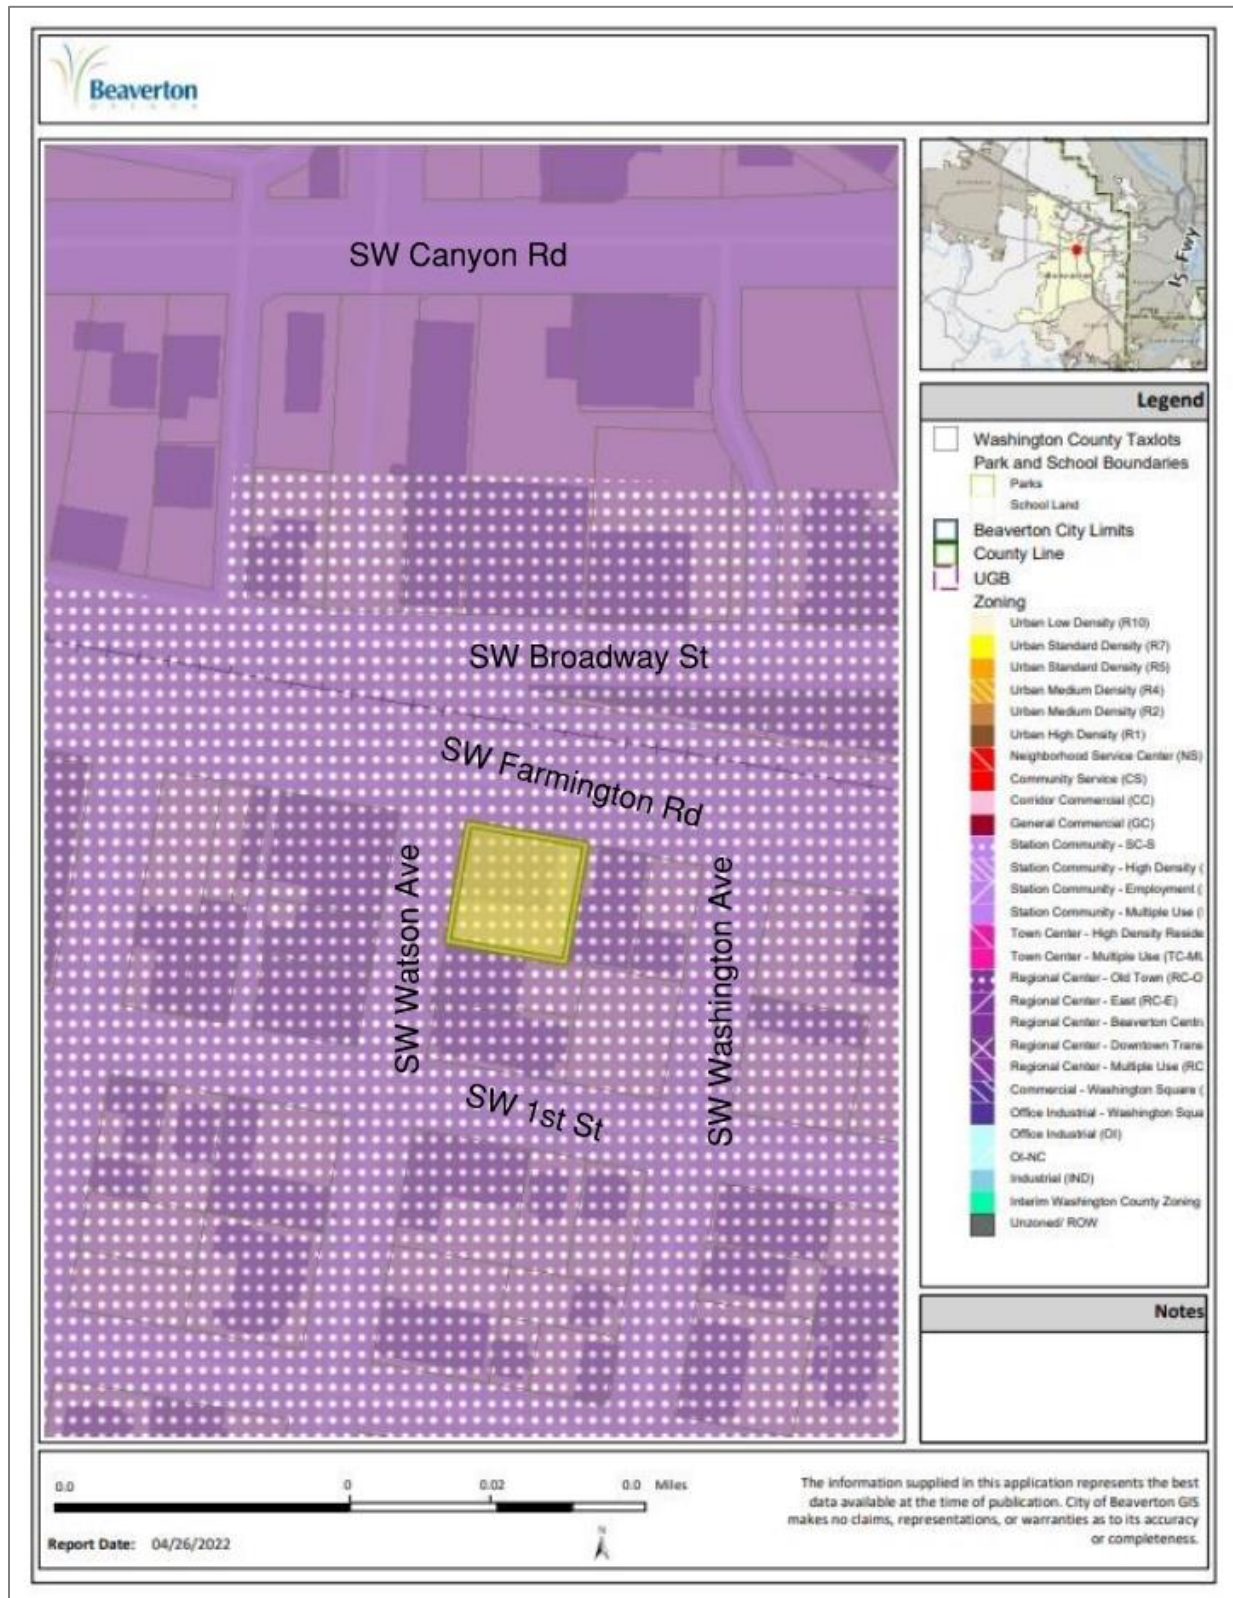 Beaverton
OREGON
SW Canyon Rd
SW Broadway St
SW Farmington Rd
SW Watson Ave
SW Washington Ave
SW 1st St
I5-Fwy
Legend
Washington County Taxlots
Park and School Boundaries
Parks
School Land
Beaverton City Limits
County Line
UGB
Zoning
Urban Low Density (R10)
Urban Standard Density (R7)
Urban Standard Density (R5)
Urban Medium Density (R4)
Urban Medium Density (R2)
Urban High Density (R1)
Neighborhood Service Center (NS)
Community Service (CS)
Corridor Commercial (CC)
General Commercial (GC)
Station Community - SC-S
Station Community - High Density (
Station Community - Employment (
Station Community - Multiple Use (
Town Center - High Density Reside
Town Center - Multiple Use (TC-MU
Regional Center - Old Town (RC-O
Regional Center - East (RC-E)
Regional Center - Beaverton Centr
Regional Center - Downtown Trans
Regional Center - Multiple Use (RC
Commercial - Washington Square (
Office Industrial - Washington Squa
Office Industrial (OI)
OI-NC
Industrial (IND)
Interim Washington County Zoning
Unzoned/ ROW
Notes
0.0 0 0.02 0.0 Miles
N
Report Date: 04/26/2022
The information supplied in this application represents the best
data available at the time of publication. City of Beaverton GIS
makes no claims, representations, or warranties as to its accuracy
or completeness.